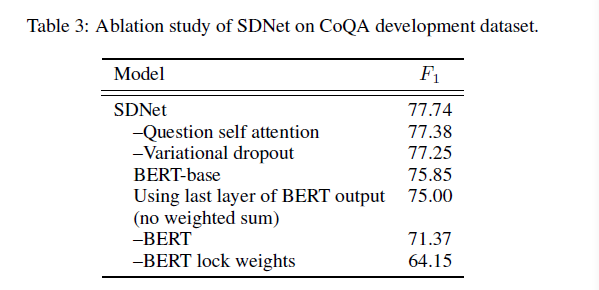 Table 3: Ablation study of SDNet on CoQA development dataset.
Model F1
SDNet 77.74
–Question self attention 77.38
–Variational dropout 77.25
BERT-base 75.85
Using last layer of BERT output 75.00
(no weighted sum)
–BERT 71.37
–BERT lock weights 64.15